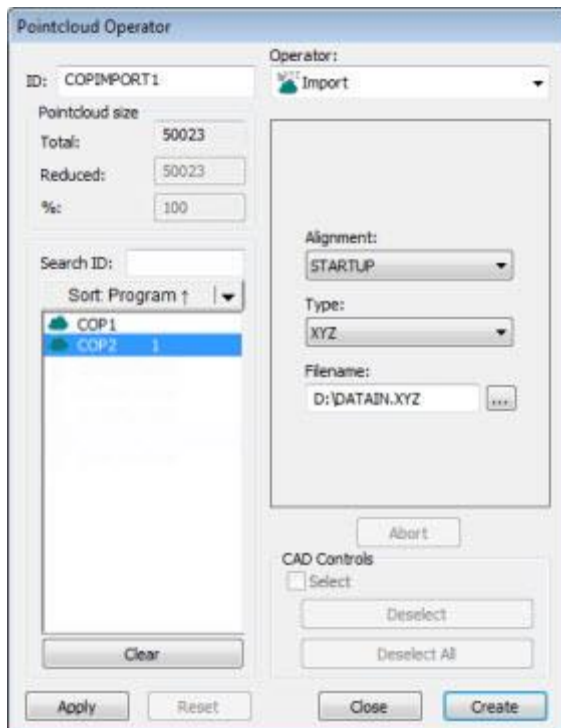 Pointcloud Operator
Operator:
ID: COPIMPORT1
Import
Pointcloud size
Total: 50023
Reduced: 50023
%: 100
Search ID:
Sort: Program ↑
COP1
COP2 1
Clear
Alignment:
STARTUP
Type:
XYZ
Filename:
D:\DATAIN.XYZ ...
Abort
CAD Controls
Select
Deselect
Deselect All
Apply Reset Close Create